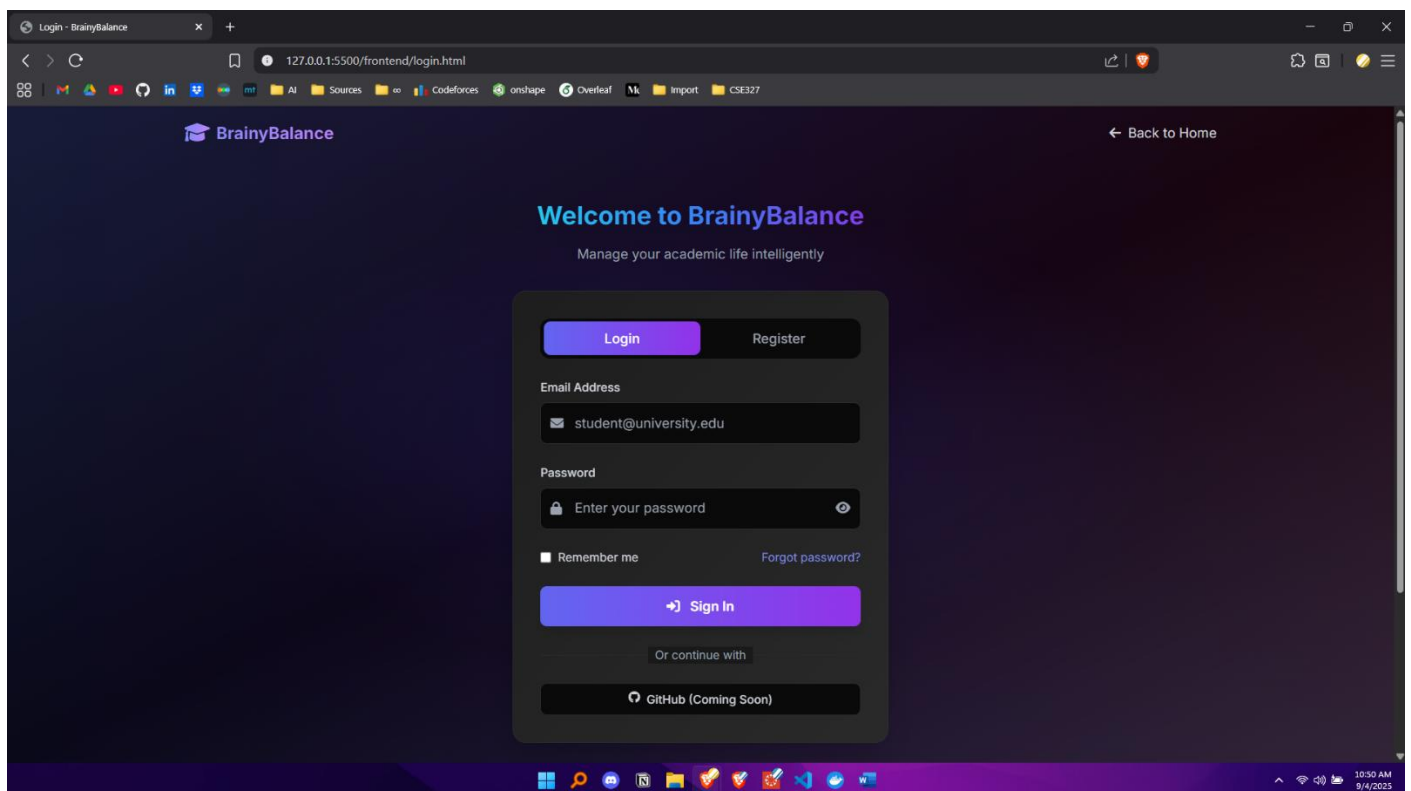 Login - BrainyBalance
127.0.0.1:5500/frontend/login.html
mt AI Sources ∞ Codeforces onshape Overleaf Import CSE327
BrainyBalance
← Back to Home
Welcome to BrainyBalance
Manage your academic life intelligently
Login Register
Email Address
student@university.edu
Password
Enter your password
Remember me Forgot password?
Sign In
Or continue with
GitHub (Coming Soon)
10:50 AM
9/4/2025